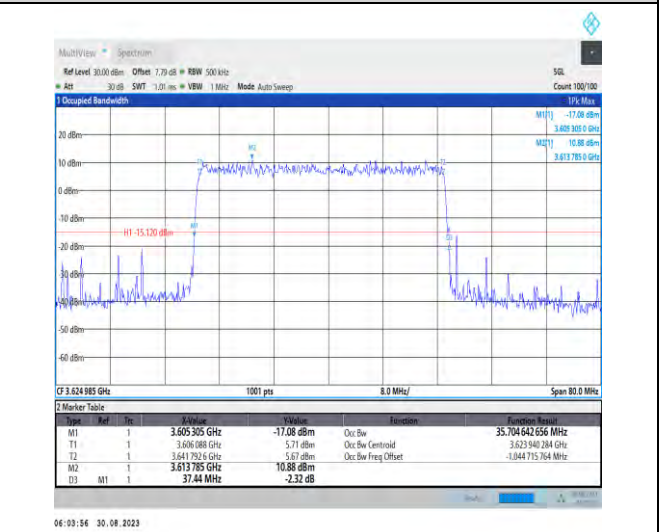 MultiView Spectrum
Ref Level 30.00 dBm Offset 7.79 dB RBW 500 kHz SGL
Att 30 dB SWT 1.01 ms VBW 1 MHz Mode Auto Sweep Count 100/100
1 Occupied Bandwidth 1Pk Max
M1[1] -17.08 dBm
3.605 305 0 GHz
M2[1] 10.88 dBm
3.613 785 0 GHz
20 dBm
M2
10 dBm
T1 T2
0 dBm
-10 dBm
H1 -15.120 dBm M1
-20 dBm
D3
-30 dBm
-40 dBm
-50 dBm
-60 dBm
CF 3.624 985 GHz 1001 pts 8.0 MHz/ Span 80.0 MHz
2 Marker Table
Type Ref Trc X-Value Y-Value Function Function Result
M1 1 3.605305 GHz -17.08 dBm Occ Bw 35.704 642 656 MHz
T1 1 3.606 088 GHz 5.71 dBm Occ Bw Centroid 3.623 940 284 GHz
T2 1 3.641 792 6 GHz 5.67 dBm Occ Bw Freq Offset -1.044 715 764 MHz
M2 1 3.613 785 GHz 10.88 dBm
D3 M1 1 37.44 MHz -2.32 dB
06:03:56 30.08.2023